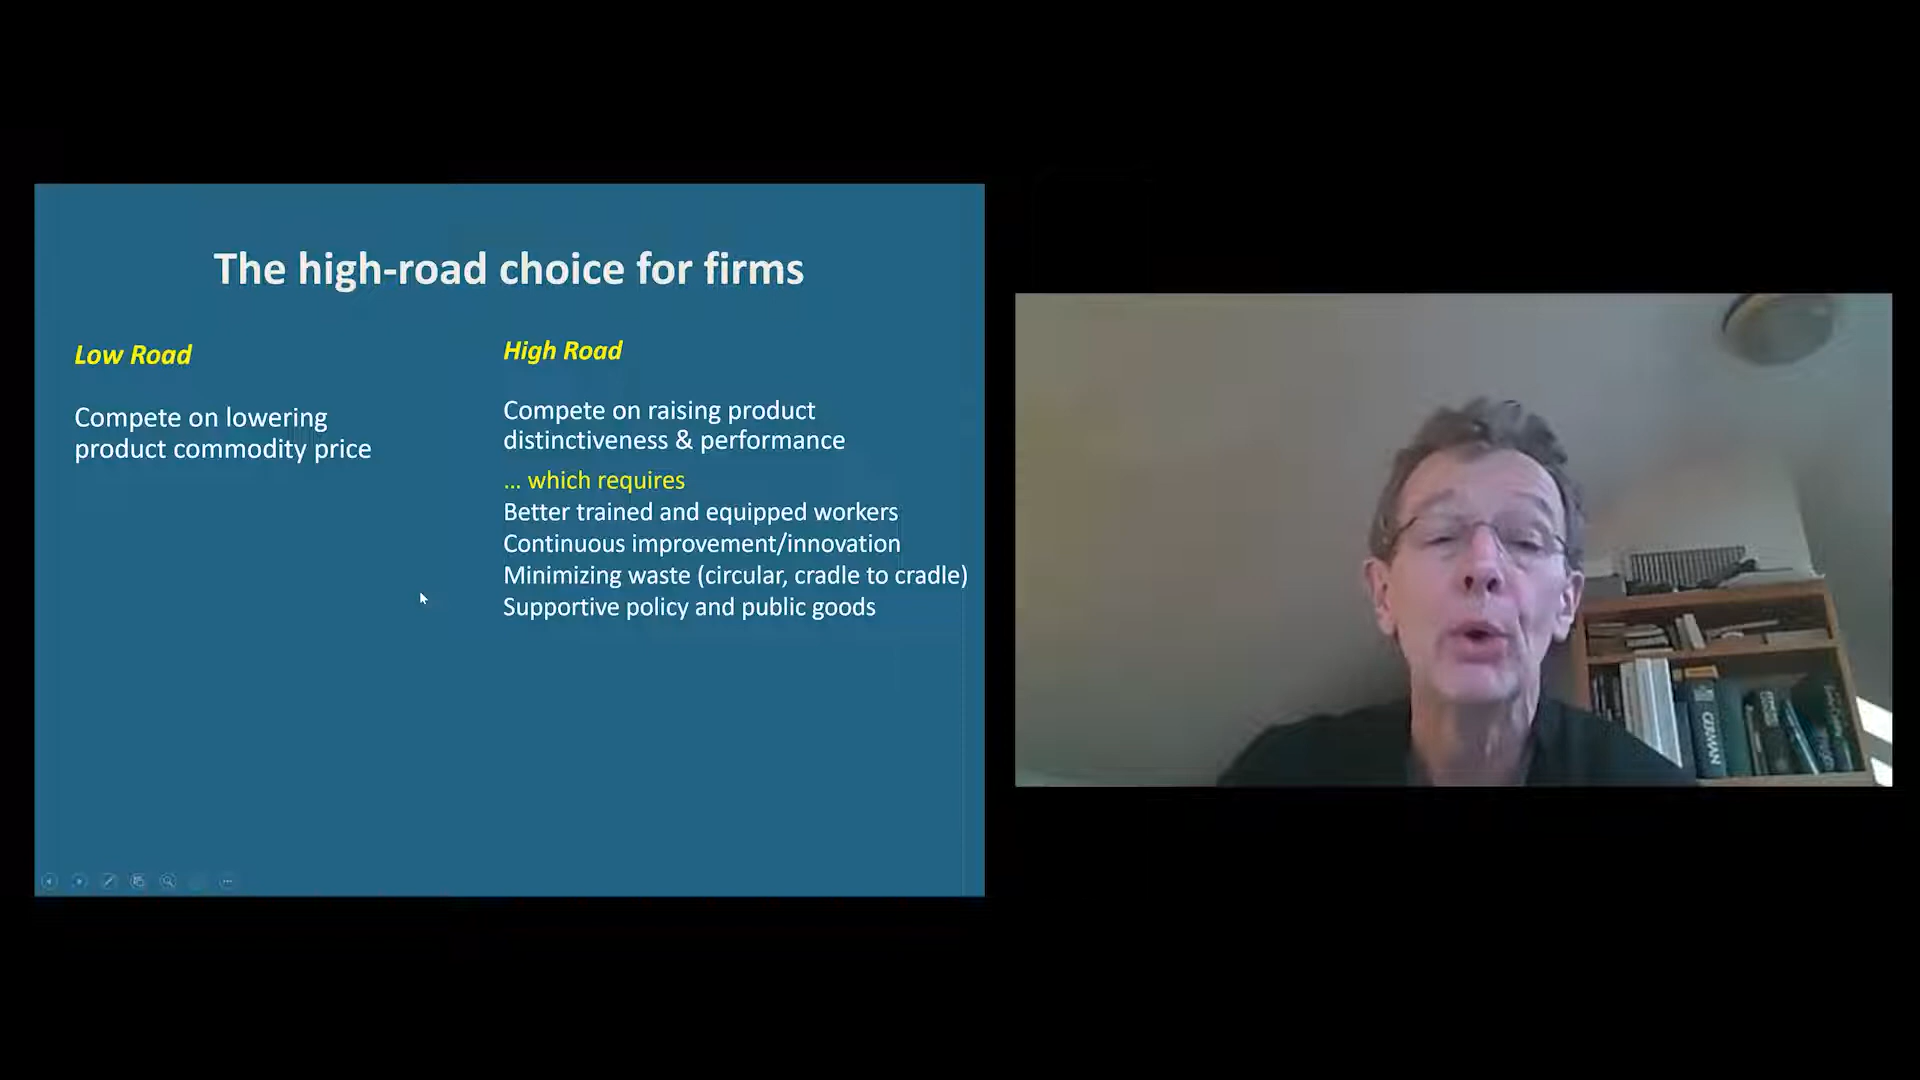 The high-road choice for firms
Low Road
Compete on lowering
product commodity price
High Road
Compete on raising product
distinctiveness & performance
... which requires
Better trained and equipped workers
Continuous improvement/innovation
Minimizing waste (circular, cradle to cradle)
Supportive policy and public goods
GERMAN